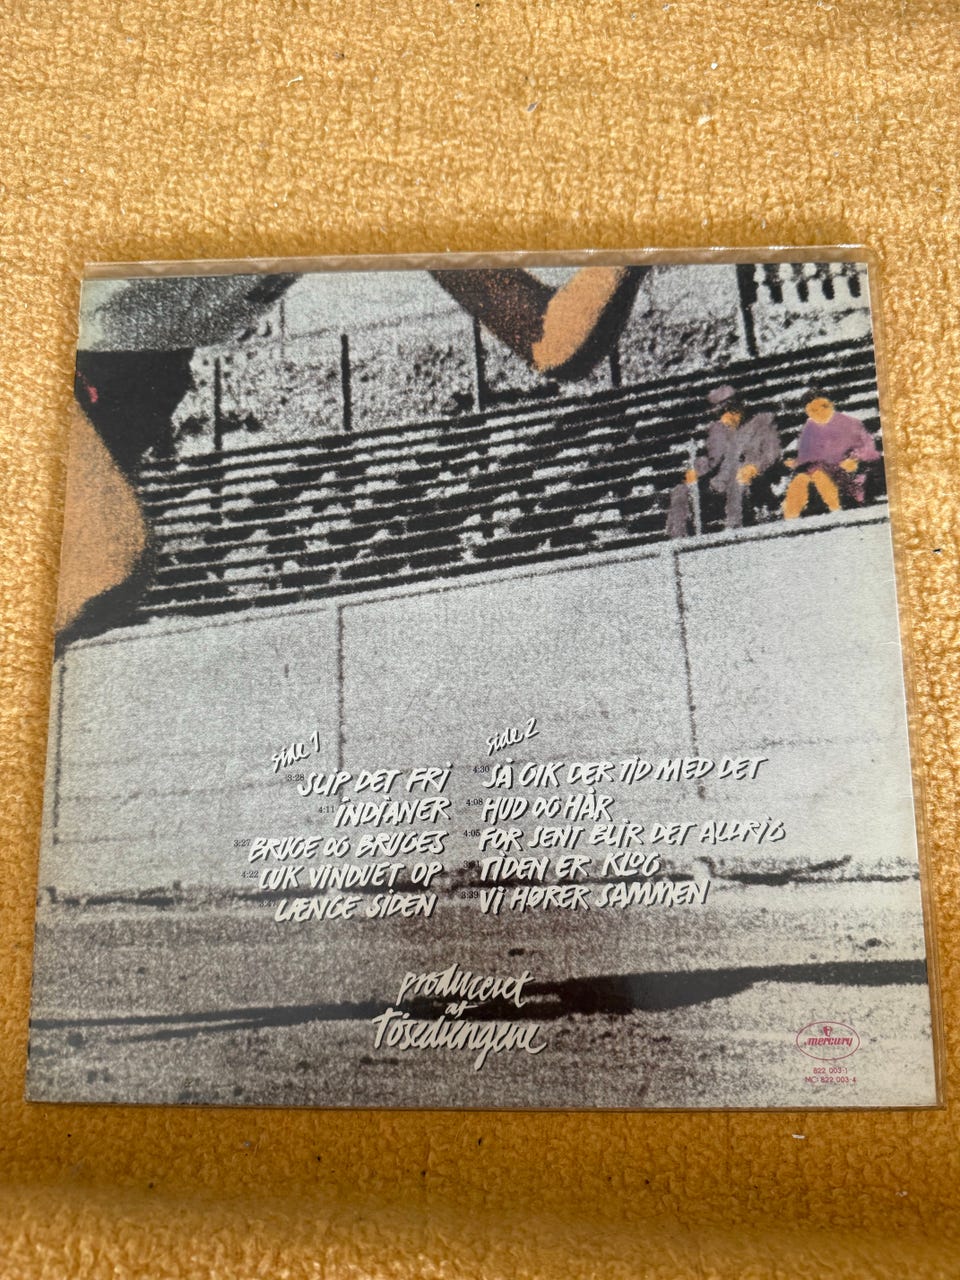 side 1
3:28 SLIP DET FRI
4:11 INDIANER
3:27 BRUGE OG BRUGES
4:22 LUK VINDUET OP
LÆNGE SIDEN
side 2
4:30 SÅ GIK DER TID MED DET
4:08 HUD OG HÅR
4:05 FOR SENT BLIR DET ALDRIG
TIDEN ER KLOG
3:39 VI HØRER SAMMEN
produceret
af
Tøsedrengene
mercury
822 003-1
MC: 822 003-4